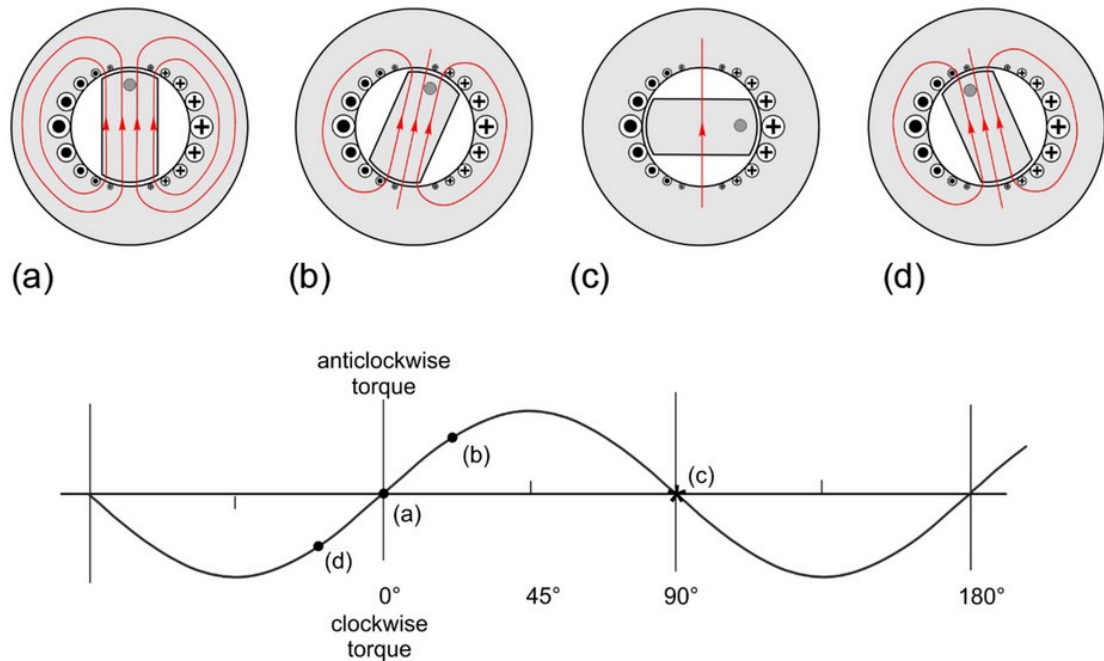 (a)
(b)
(c)
(d)
anticlockwise
torque
(b)
(c)
(a)
(d)
0°
45°
90°
180°
clockwise
torque